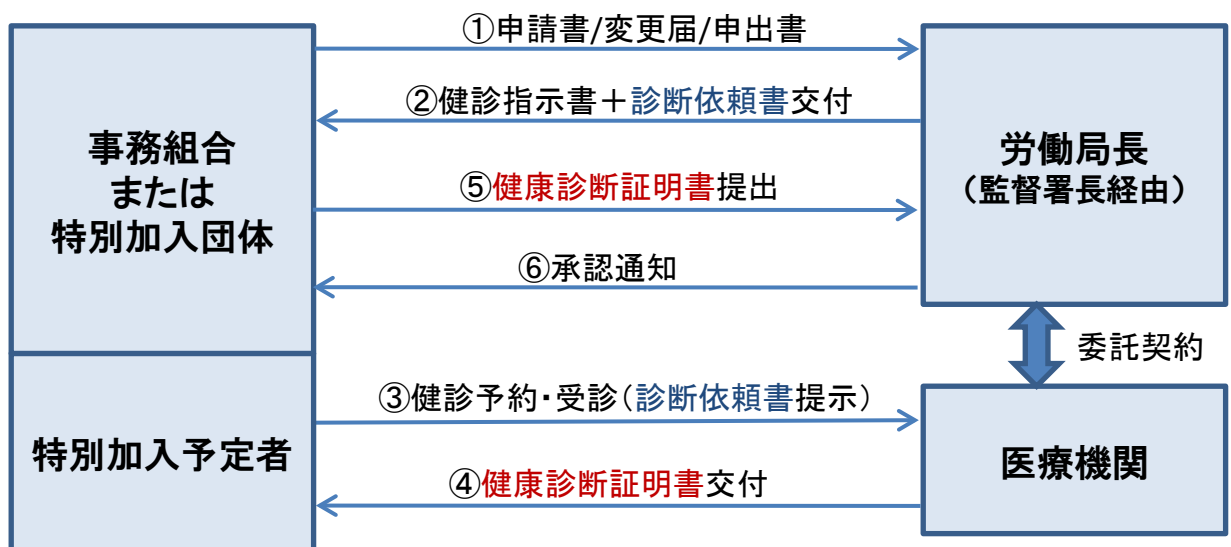 ①申請書/変更届/申出書
②健診指示書＋診断依頼書交付
事務組合
または
特別加入団体
労働局長
（監督署長経由）
⑤健康診断証明書提出
⑥承認通知
委託契約
③健診予約・受診（診断依頼書提示）
特別加入予定者
医療機関
④健康診断証明書交付